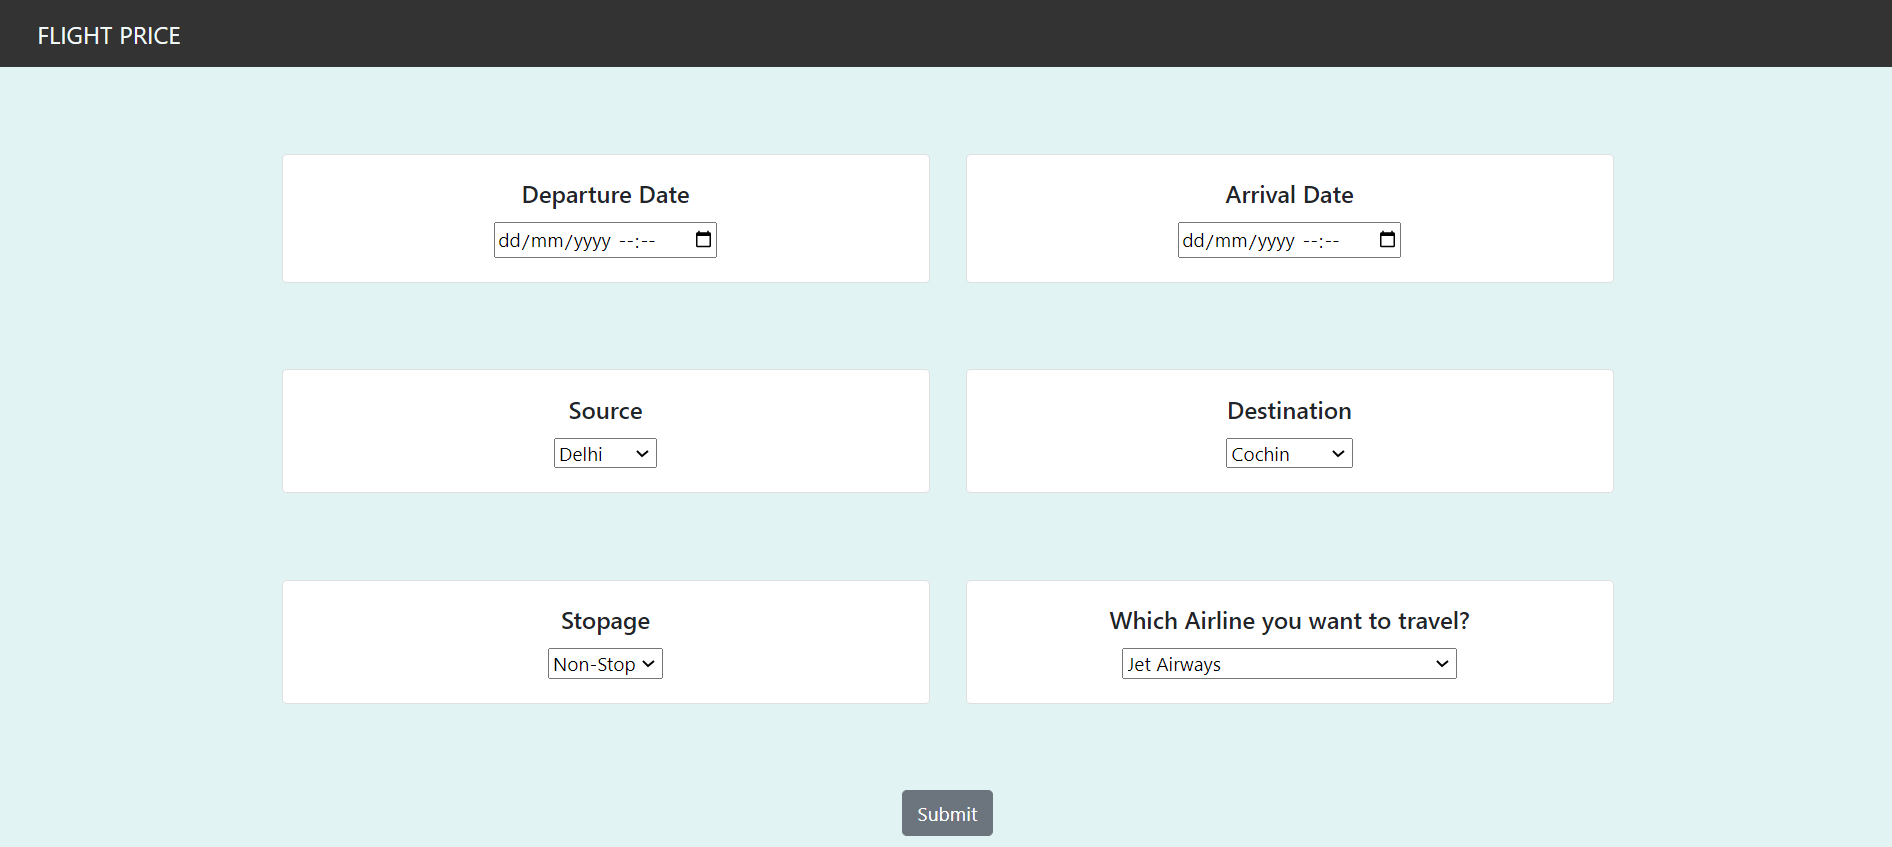 FLIGHT PRICE
Departure Date
dd/mm/yyyy --:--
Arrival Date
dd/mm/yyyy --:--
Source
Delhi
Destination
Cochin
Stopage
Non-Stop
Which Airline you want to travel?
Jet Airways
Submit